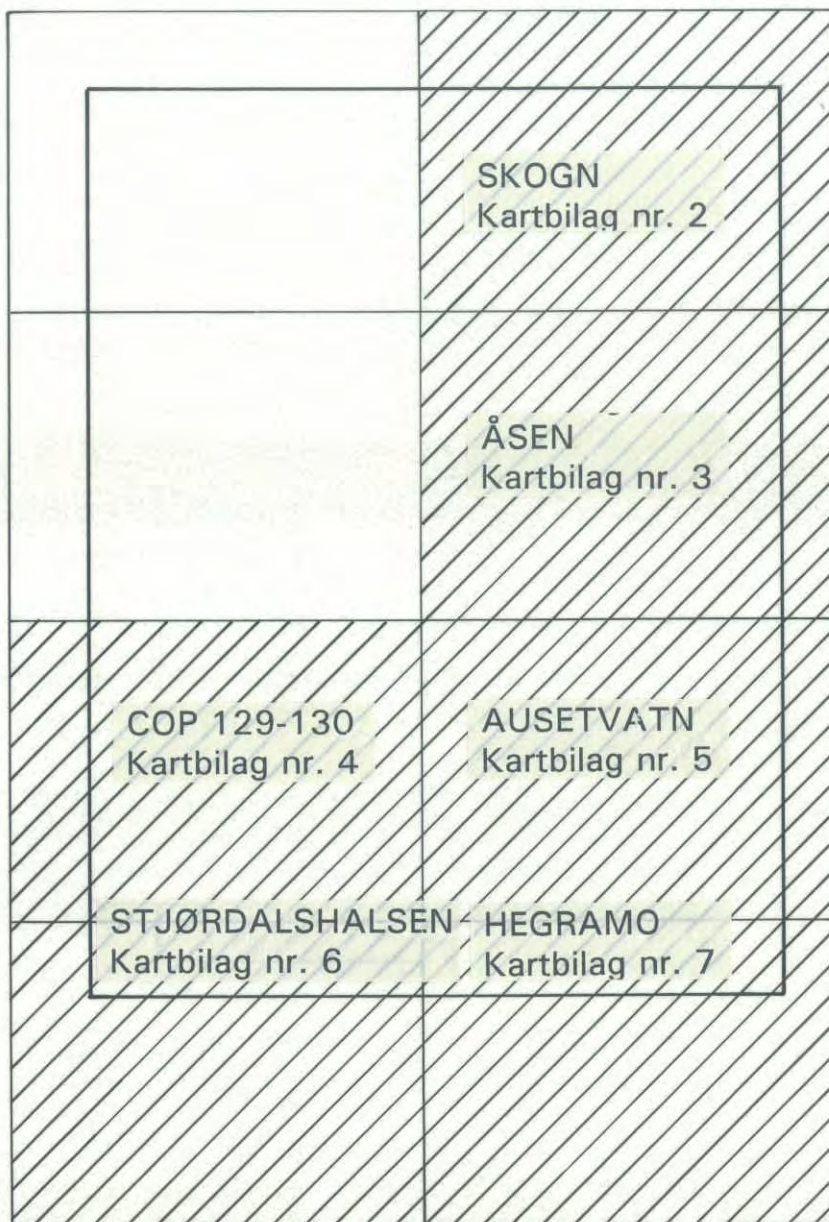 SKOGN
Kartbilag nr. 2
ÅSEN
Kartbilag nr. 3
COP 129-130
Kartbilag nr. 4
AUSETVATN
Kartbilag nr. 5
STJØRDALSHALSEN
Kartbilag nr. 6
HEGRAMO
Kartbilag nr. 7